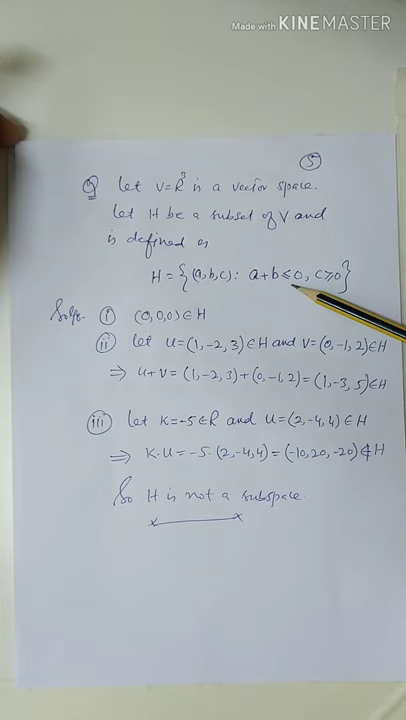 Made with KINEMASTER
5
Q Let V=R³ is a vector space.
Let H be a subset of V and
is defined as
H = {(a,b,c): a+b≤0, c≥0}
Soln. (i) (0,0,0)∈H
(ii) Let U=(1,-2,3)∈H and V=(0,-1,2)∈H
⇒ U+V=(1,-2,3)+(0,-1,2)=(1,-3,5)∈H
(iii) Let K=-5∈R and U=(2,-4,4)∈H
⇒ K.U=-5.(2,-4,4)=(-10,20,-20)∉H
So H is not a subspace.